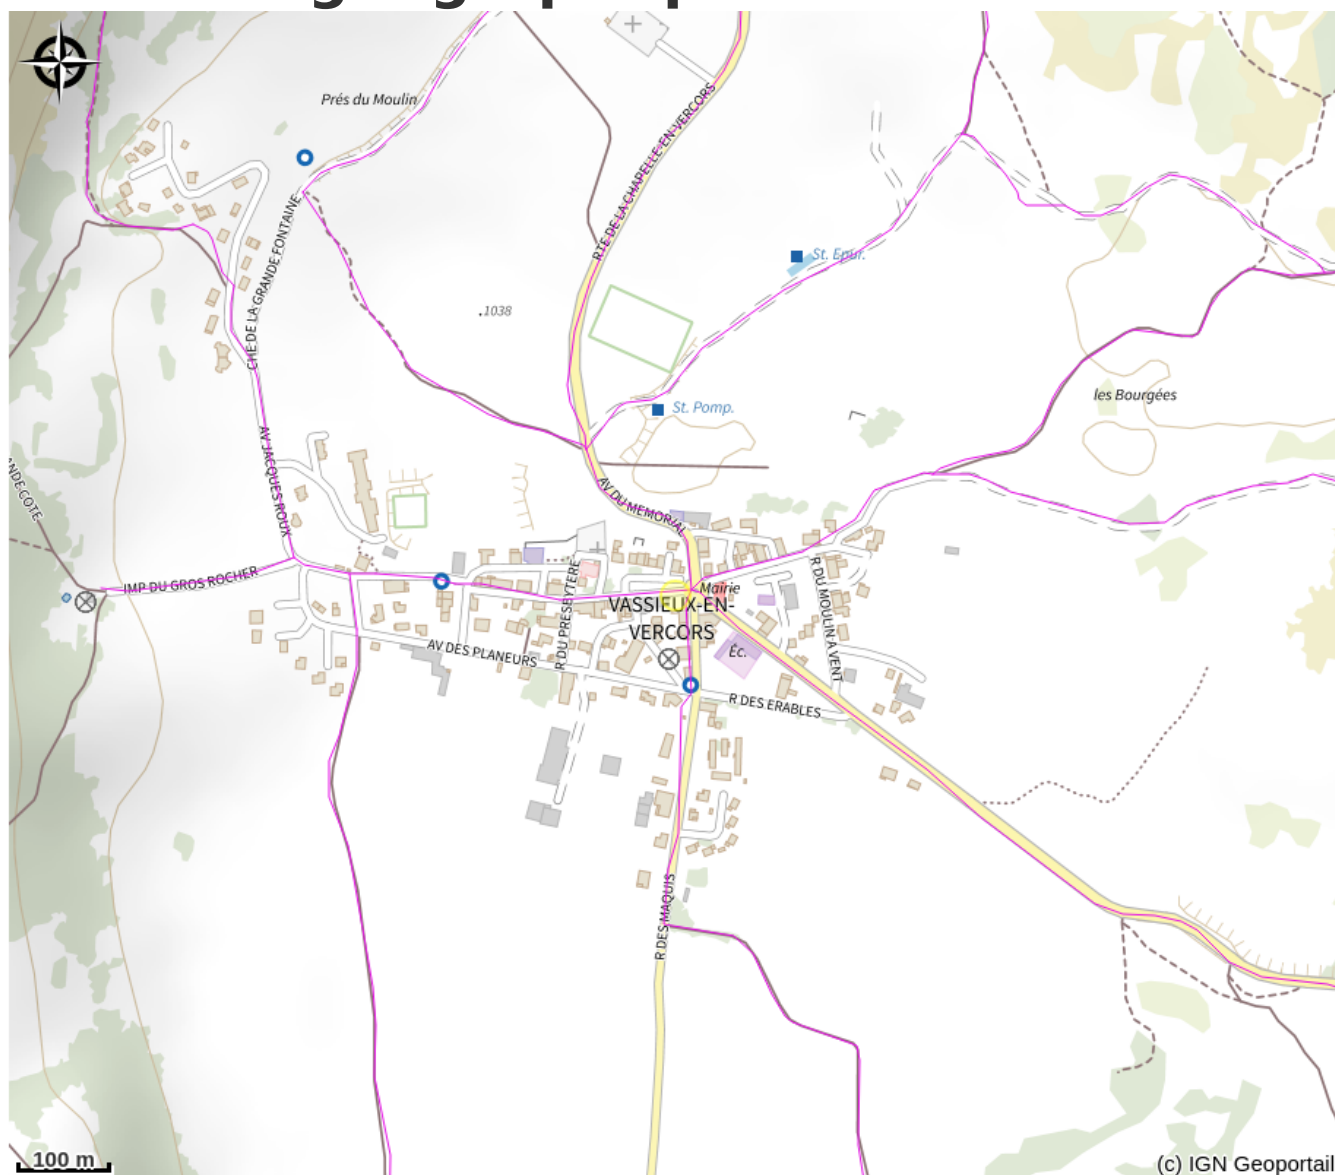 Prés du Moulin
RTE DE LA CHAPELLE-EN-VERCORS
CHE DE LA GRANDE FONTAINE
St. Epur.
.1038
les Bourgées
St. Pomp.
AV JACQUES ROUX
ANDE COTE
AV DU MEMORIAL
IMP DU GROS ROCHER
R DU PRESBYTERE
Mairie
VASSIEUX-EN-
VERCORS
R DU MOULIN A VENT
Éc.
AV DES PLANEURS
R DES ERABLES
R DES MAQUIS
100 m
(c) IGN Geoportail